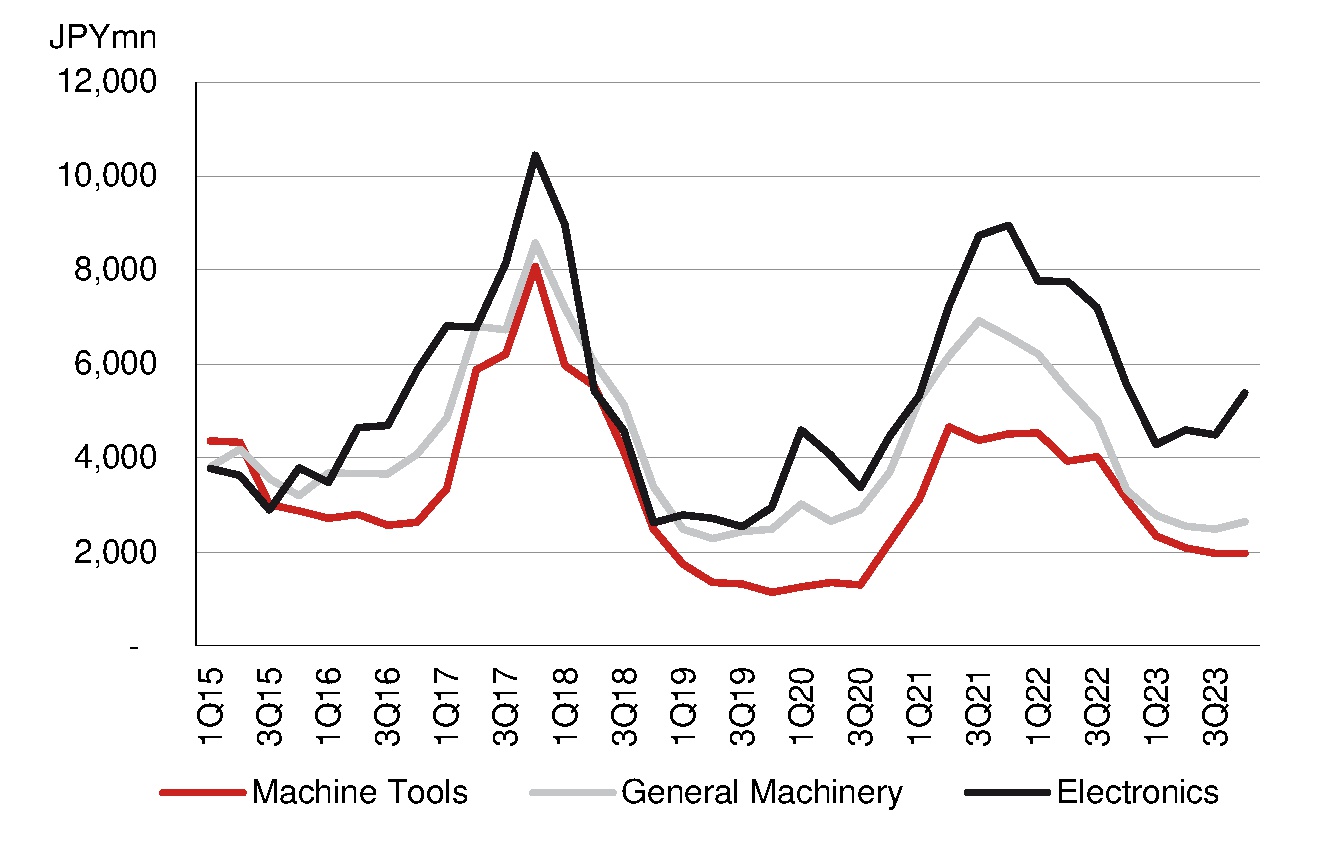 JPYmn
12,000
10,000
8,000
6,000
4,000
2,000
-
1Q15
3Q15
1Q16
3Q16
1Q17
3Q17
1Q18
3Q18
1Q19
3Q19
1Q20
3Q20
1Q21
3Q21
1Q22
3Q22
1Q23
3Q23
Machine Tools General Machinery Electronics